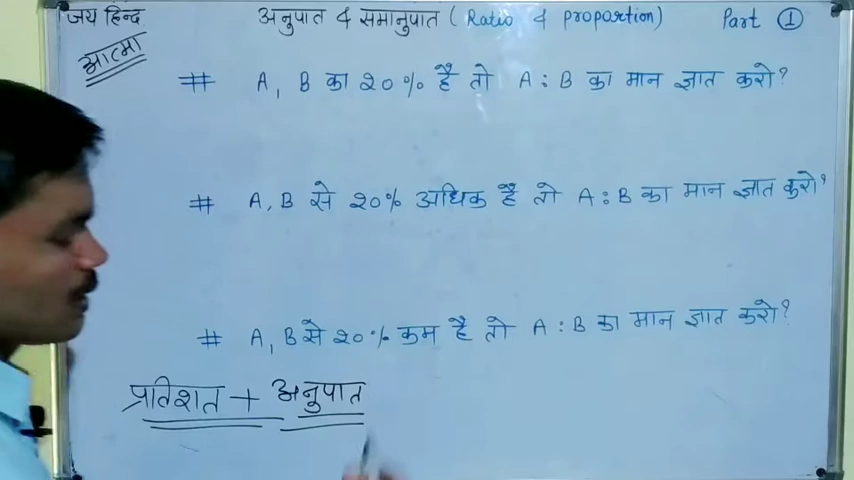 जय हिन्द अनुपात & समानुपात ( Ratio & proportion) Part ①
आत्मा
# A, B का 20% है तो A : B का मान ज्ञात करो?
# A, B से 20% अधिक है तो A : B का मान ज्ञात करो?
# A, B से 20% कम है तो A : B का मान ज्ञात करो?
प्रतिशत + अनुपात